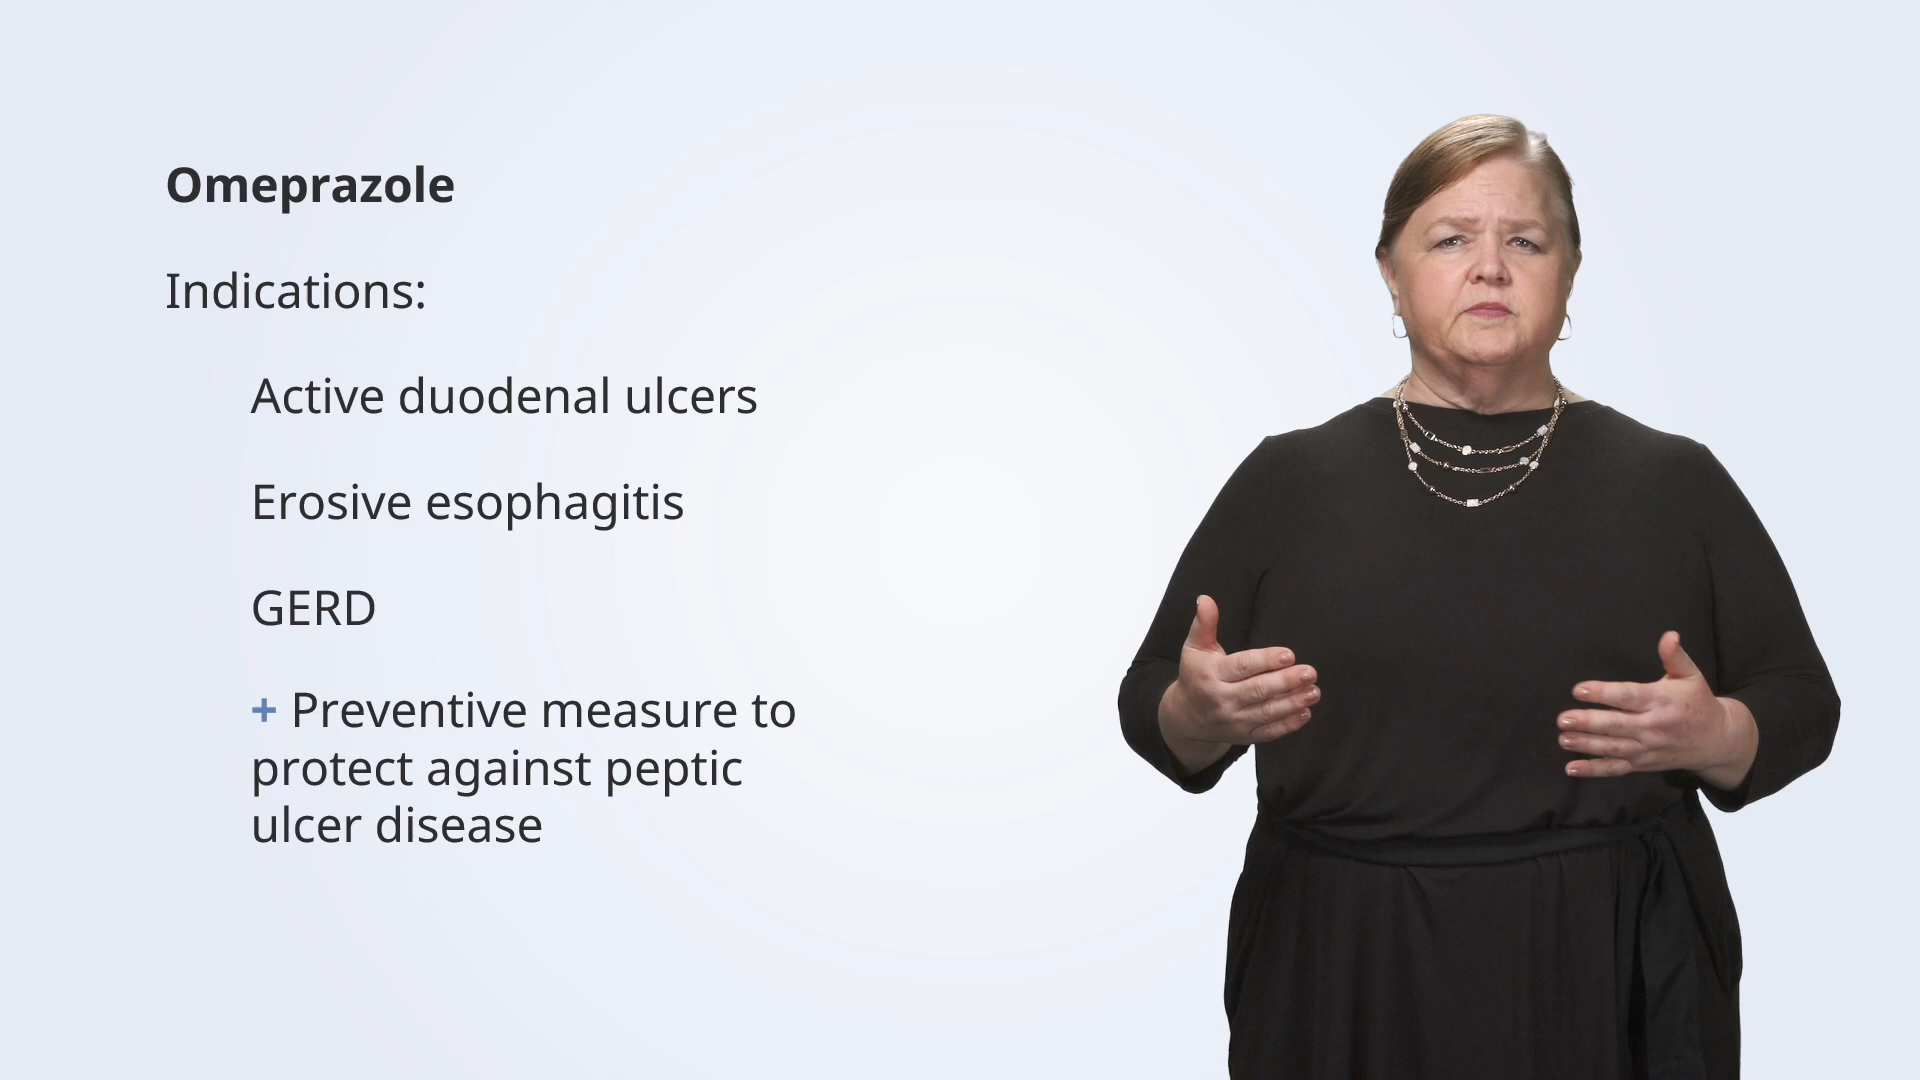 Omeprazole
Indications:
Active duodenal ulcers
Erosive esophagitis
GERD
+ Preventive measure to
protect against peptic
ulcer disease